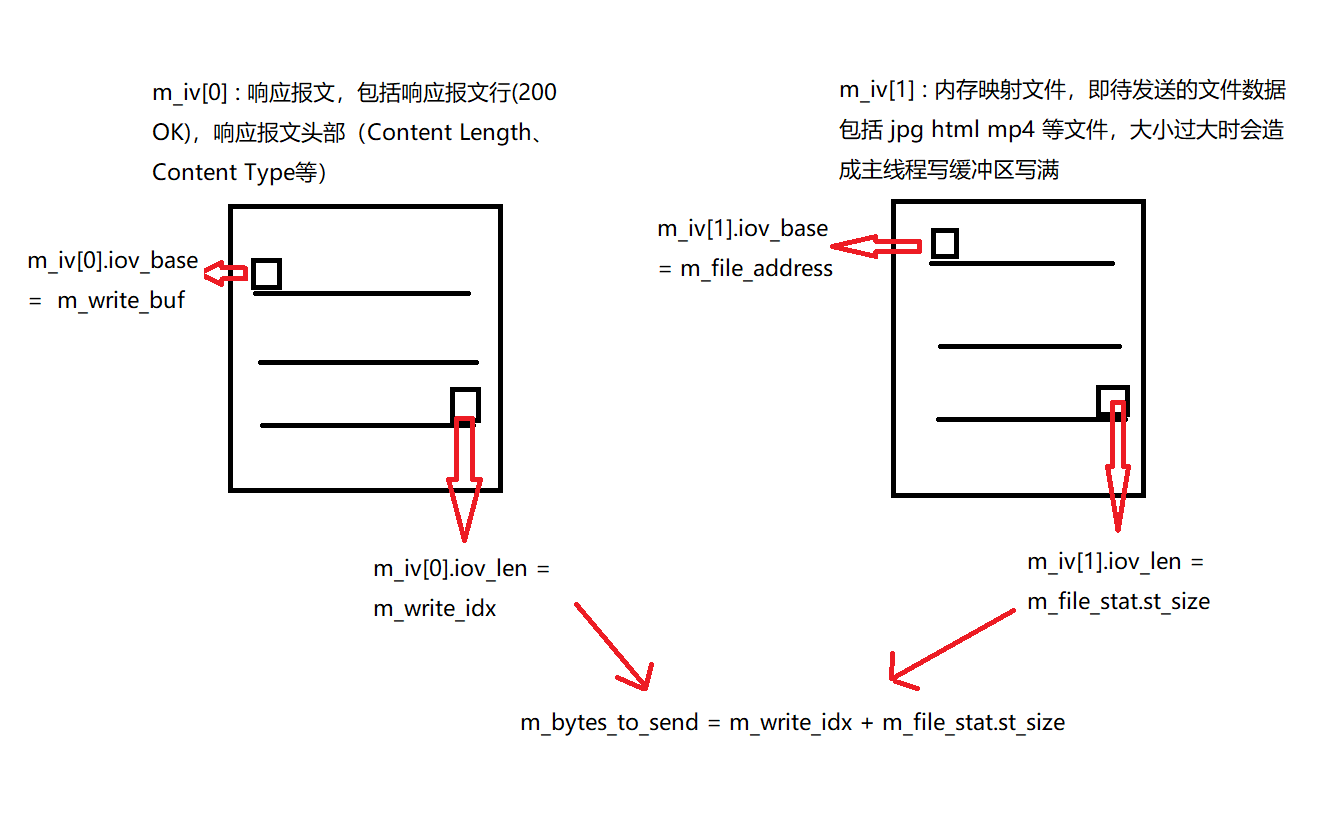 m_iv[0] : 响应报文，包括响应报文行(200
OK)，响应报文头部（Content Length、
Content Type等）
m_iv[1] : 内存映射文件，即待发送的文件数据
包括 jpg html mp4 等文件，大小过大时会造
成主线程写缓冲区写满
m_iv[0].iov_base
= m_write_buf
m_iv[1].iov_base
= m_file_address
m_iv[0].iov_len =
m_write_idx
m_iv[1].iov_len =
m_file_stat.st_size
m_bytes_to_send = m_write_idx + m_file_stat.st_size